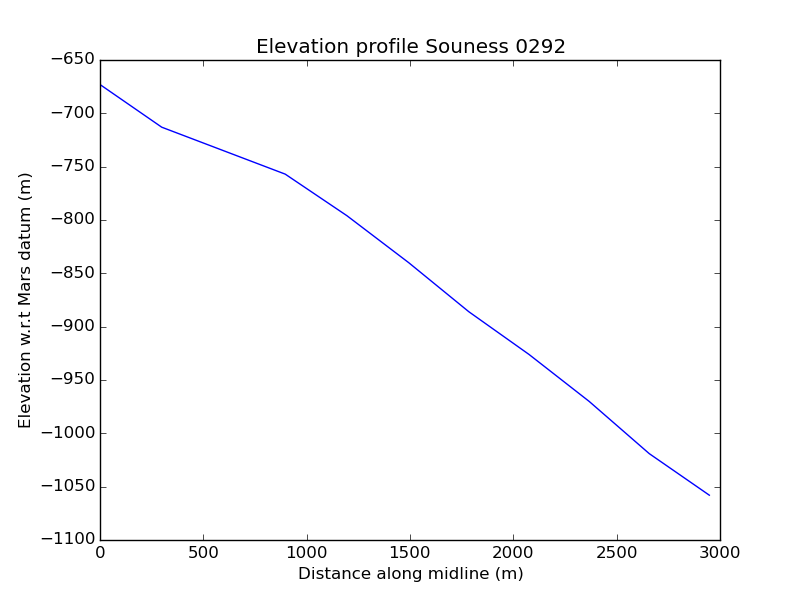 Elevation profile Souness 0292
−650
−700
−750
−800
−850
−900
−950
−1000
−1050
−1100
Elevation w.r.t Mars datum (m)
0 500 1000 1500 2000 2500 3000
Distance along midline (m)